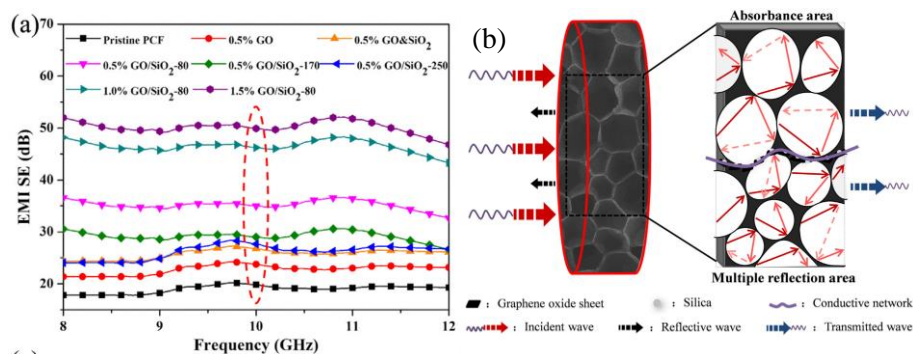 (a)
Pristine PCF
0.5% GO
0.5% GO&SiO₂
0.5% GO/SiO₂-80
0.5% GO/SiO₂-170
0.5% GO/SiO₂-250
1.0% GO/SiO₂-80
1.5% GO/SiO₂-80
70
60
50
40
30
20
EMI SE (dB)
8
9
10
11
12
Frequency (GHz)
(b)
Absorbance area
Multiple reflection area
: Graphene oxide sheet
: Silica
: Conductive network
: Incident wave
: Reflective wave
: Transmitted wave